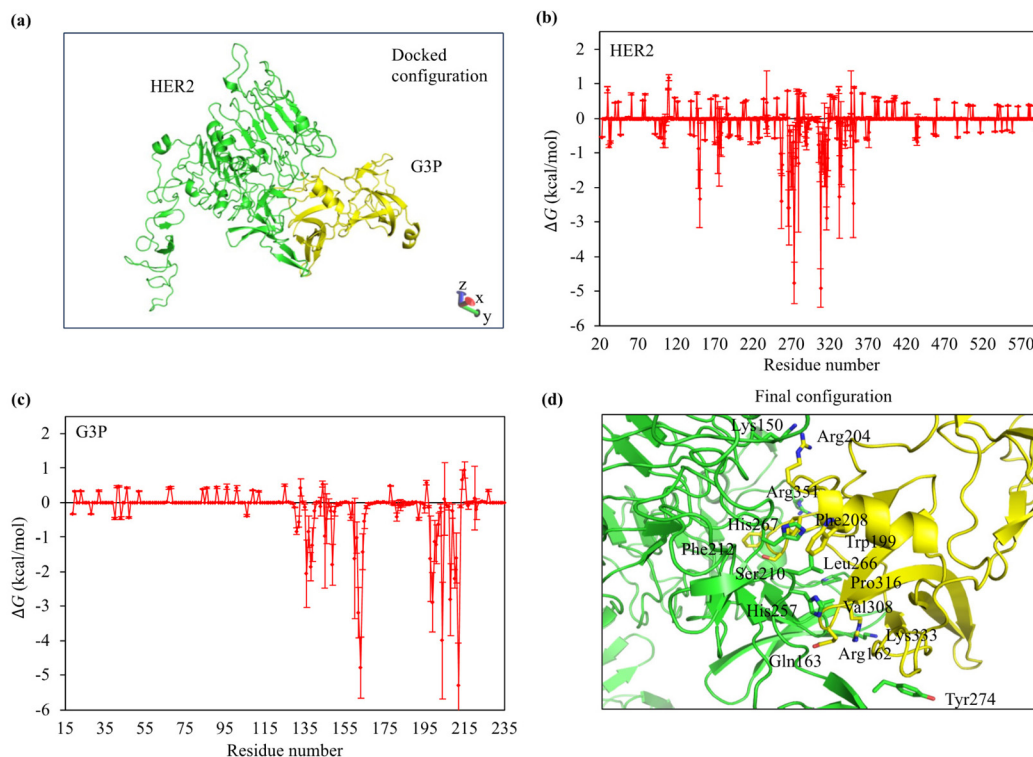 (a)
HER2
Docked
configuration
G3P
z
x
y
(b)
HER2
2
1
0
-1
-2
-3
-4
-5
-6
ΔG (kcal/mol)
20 70 120 170 220 270 320 370 420 470 520 570
Residue number
(c)
G3P
2
1
0
-1
-2
-3
-4
-5
-6
ΔG (kcal/mol)
15 35 55 75 95 115 135 155 175 195 215 235
Residue number
(d)
Final configuration
Lys150
Arg204
Arg351
His267
Phe208
Phe212
Trp199
Leu266
Ser210
Pro316
His257
Val308
Lys333
Gln163
Arg162
Tyr274